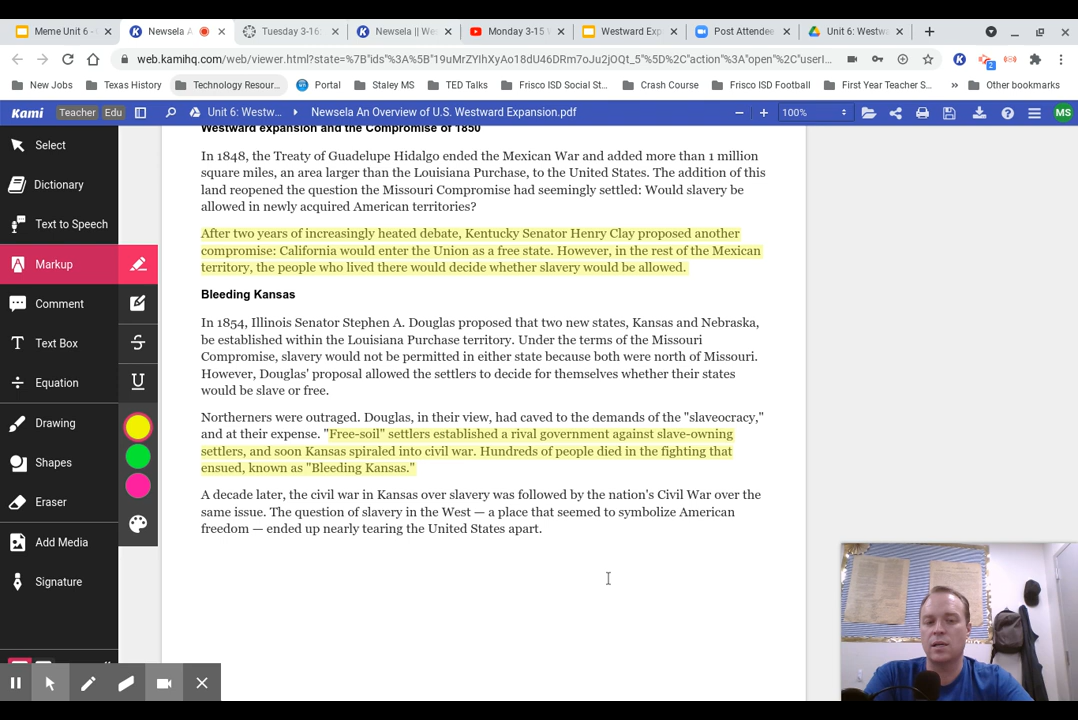 Meme Unit 6 -
Newsela A
Tuesday 3-16:
Newsela || We
Monday 3-15 W
Westward Exp
Post Attendee
Unit 6: Westw
web.kamihq.com/web/viewer.html?state=%7B"ids"%3A%5B"19uMrZYlhXyAo18dU46DRm7oJu2jOQt_5"%5D%2C"action"%3A"open"%2C"userI...
New Jobs
Texas History
Technology Resour...
Portal
Staley MS
TED Talks
Frisco ISD Social St...
Crash Course
Frisco ISD Football
First Year Teacher S...
»
Other bookmarks
Kami
Teacher
Edu
Unit 6: Westw...
Newsela An Overview of U.S. Westward Expansion.pdf
100%
MS
Select
Dictionary
Text to Speech
Markup
Comment
Text Box
Equation
Drawing
Shapes
Eraser
Add Media
Signature
Westward expansion and the Compromise of 1850
In 1848, the Treaty of Guadelupe Hidalgo ended the Mexican War and added more than 1 million
square miles, an area larger than the Louisiana Purchase, to the United States. The addition of this
land reopened the question the Missouri Compromise had seemingly settled: Would slavery be
allowed in newly acquired American territories?
After two years of increasingly heated debate, Kentucky Senator Henry Clay proposed another
compromise: California would enter the Union as a free state. However, in the rest of the Mexican
territory, the people who lived there would decide whether slavery would be allowed.
Bleeding Kansas
In 1854, Illinois Senator Stephen A. Douglas proposed that two new states, Kansas and Nebraska,
be established within the Louisiana Purchase territory. Under the terms of the Missouri
Compromise, slavery would not be permitted in either state because both were north of Missouri.
However, Douglas' proposal allowed the settlers to decide for themselves whether their states
would be slave or free.
Northerners were outraged. Douglas, in their view, had caved to the demands of the "slaveocracy,"
and at their expense. "Free-soil" settlers established a rival government against slave-owning
settlers, and soon Kansas spiraled into civil war. Hundreds of people died in the fighting that
ensued, known as "Bleeding Kansas."
A decade later, the civil war in Kansas over slavery was followed by the nation's Civil War over the
same issue. The question of slavery in the West — a place that seemed to symbolize American
freedom — ended up nearly tearing the United States apart.